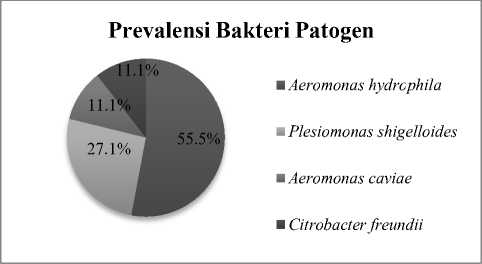 Prevalensi Bakteri Patogen
11.1%
11.1%
27.1%
55.5%
Aeromonas hydrophila
Plesiomonas shigelloides
Aeromonas caviae
Citrobacter freundii